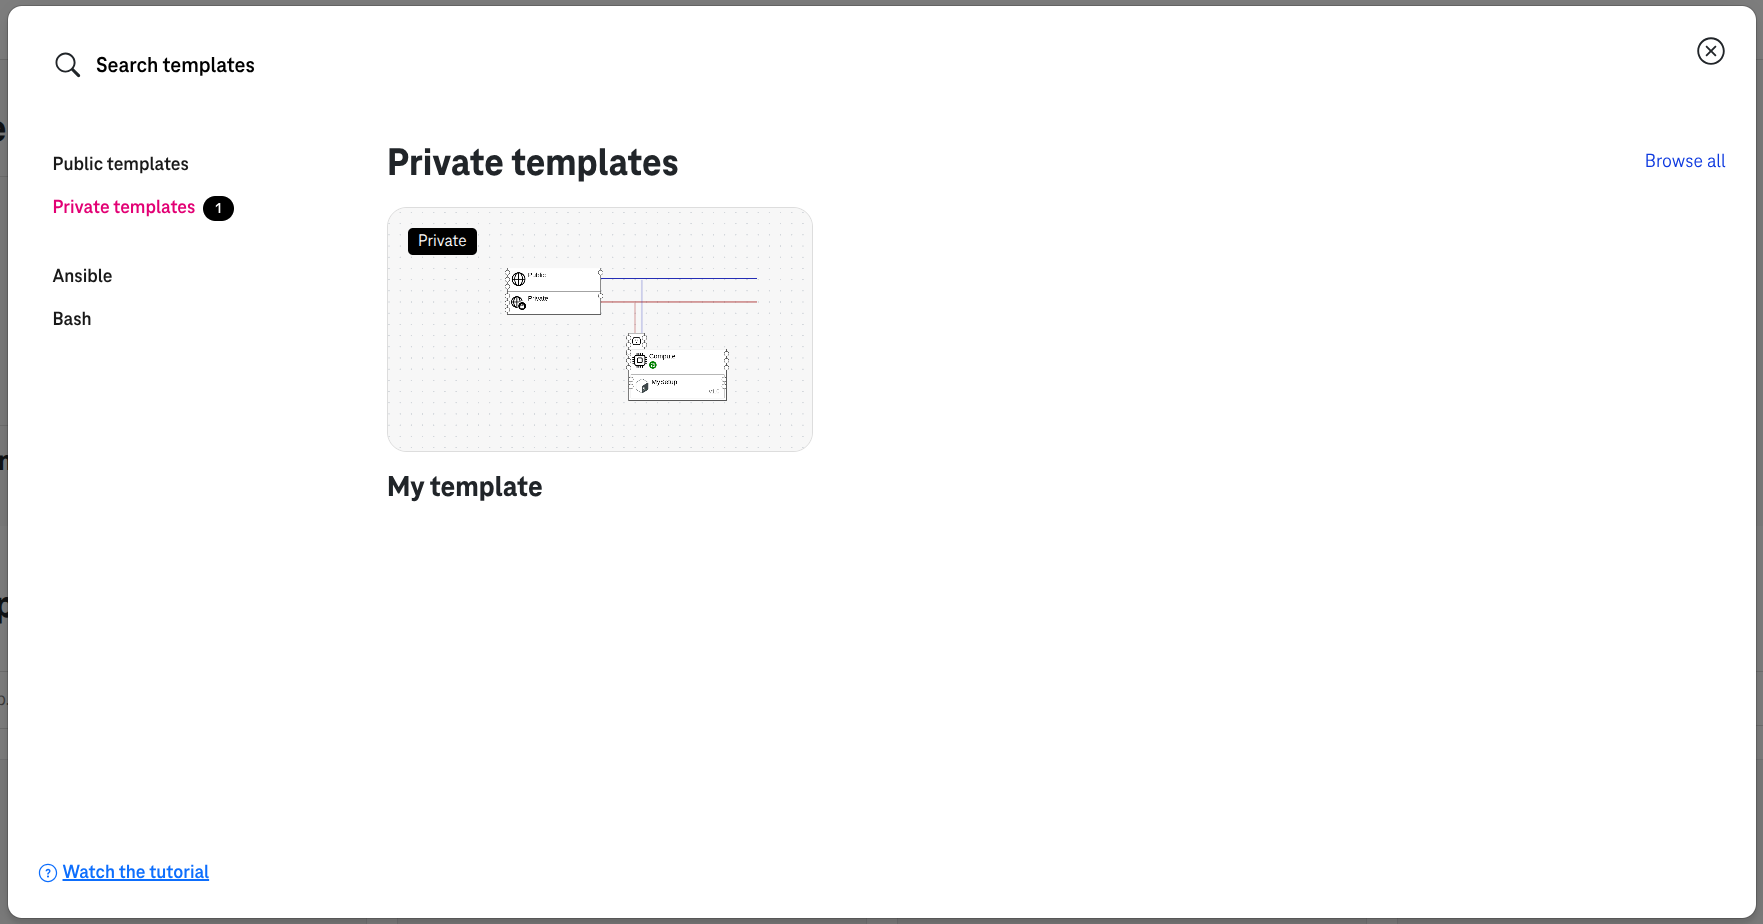 Search templates
Public templates
Private templates 1
Ansible
Bash
Private templates
Browse all
Private
Public
Private
Compute
MySetup
My template
Watch the tutorial